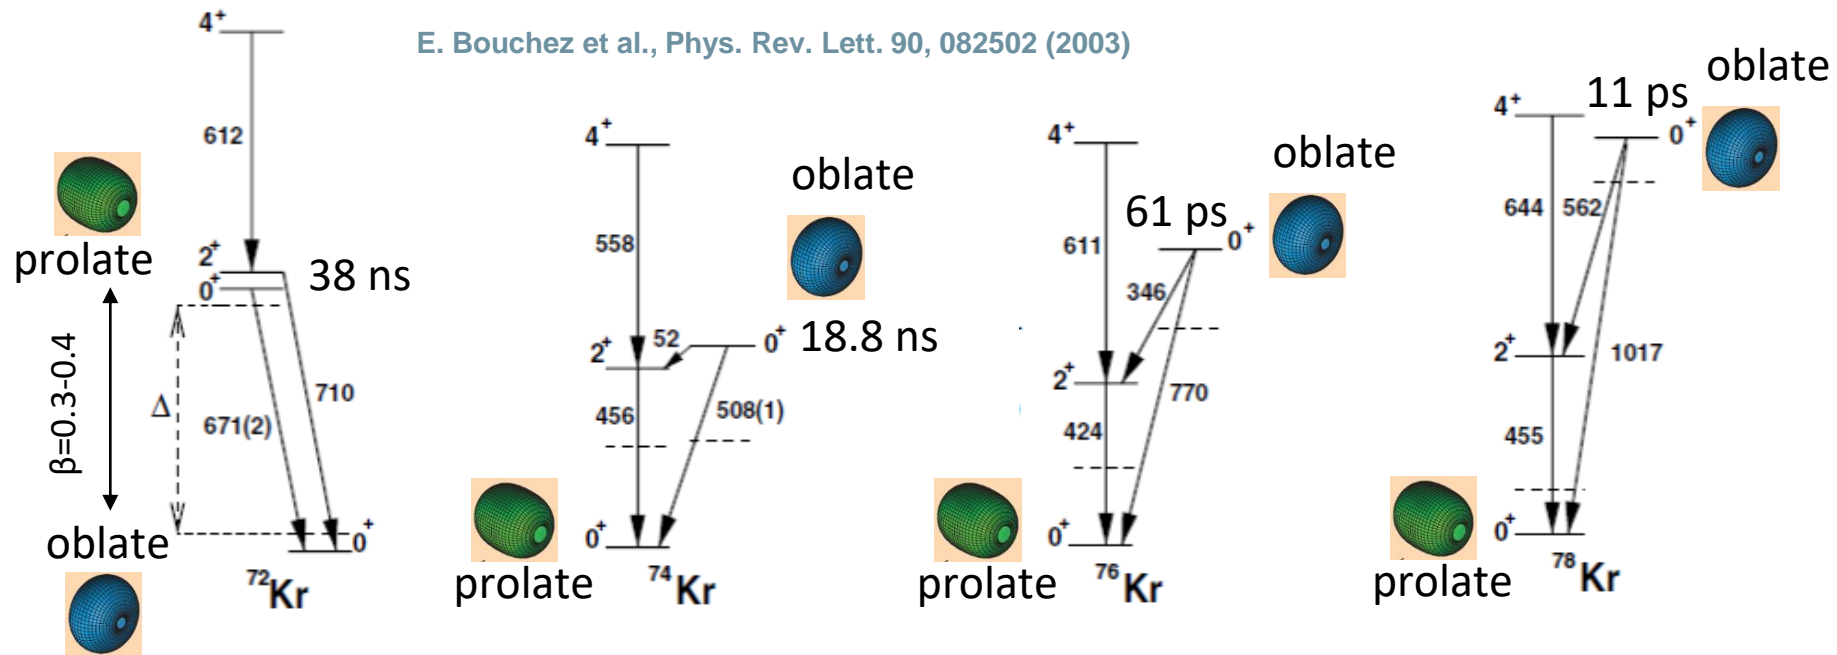 E. Bouchez et al., Phys. Rev. Lett. 90, 082502 (2003)
4+
612
prolate
2+
0+
38 ns
β=0.3-0.4
Δ
671(2)
710
oblate
0+
72Kr
4+
558
oblate
52
2+
0+
18.8 ns
456
508(1)
0+
prolate
74Kr
4+
oblate
61 ps
611
0+
346
2+
770
424
0+
prolate
76Kr
oblate
11 ps
4+
0+
644
562
2+
1017
455
0+
prolate
78Kr